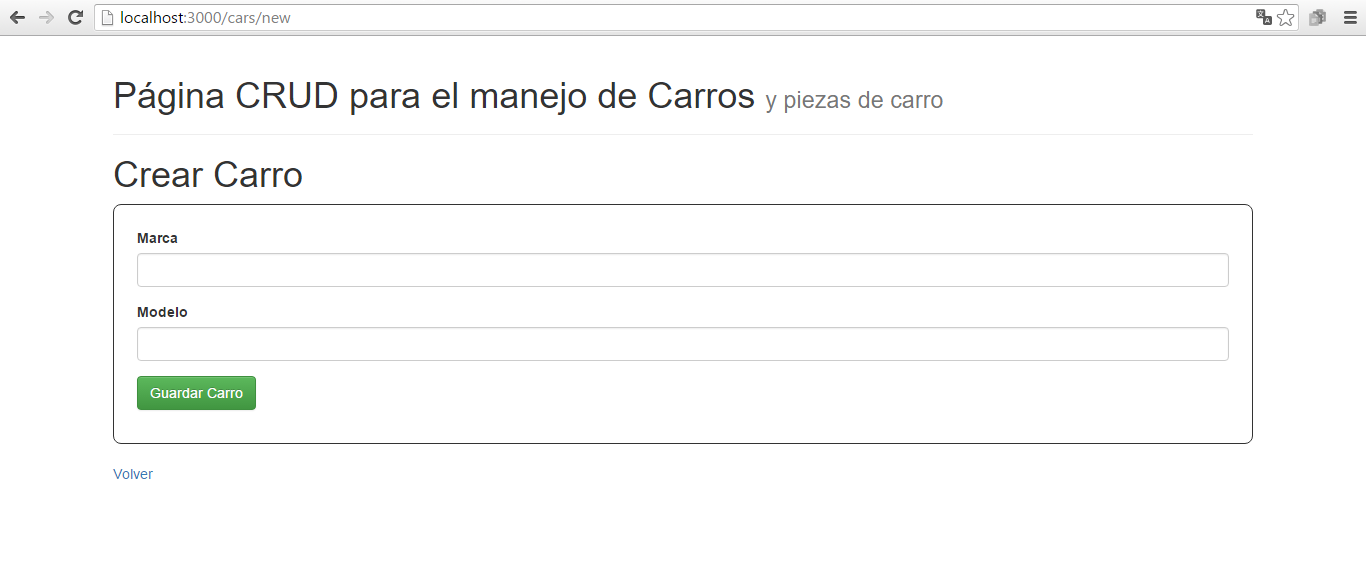 localhost:3000/cars/new
Página CRUD para el manejo de Carros y piezas de carro
Crear Carro
Marca
Modelo
Guardar Carro
Volver